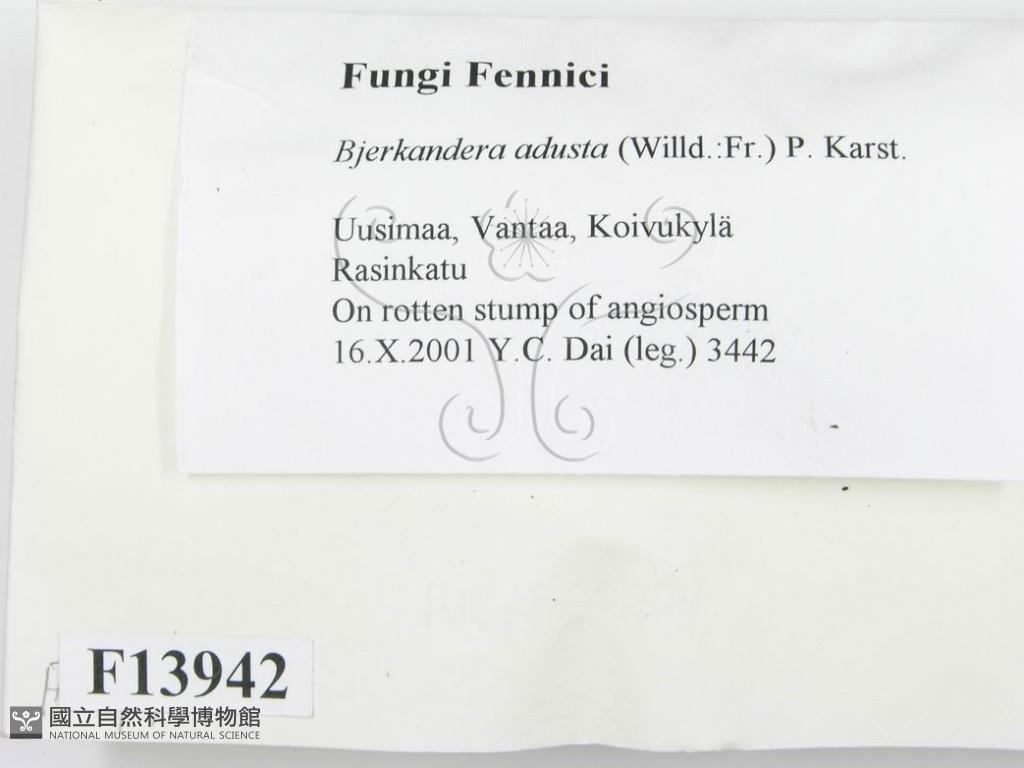 Fungi Fennici
Bjerkandera adusta (Willd.:Fr.) P. Karst.
Uusimaa, Vantaa, Koivukylä
Rasinkatu
On rotten stump of angiosperm
16.X.2001 Y.C. Dai (leg.) 3442
F13942
國立自然科學博物館
NATIONAL MUSEUM OF NATURAL SCIENCE